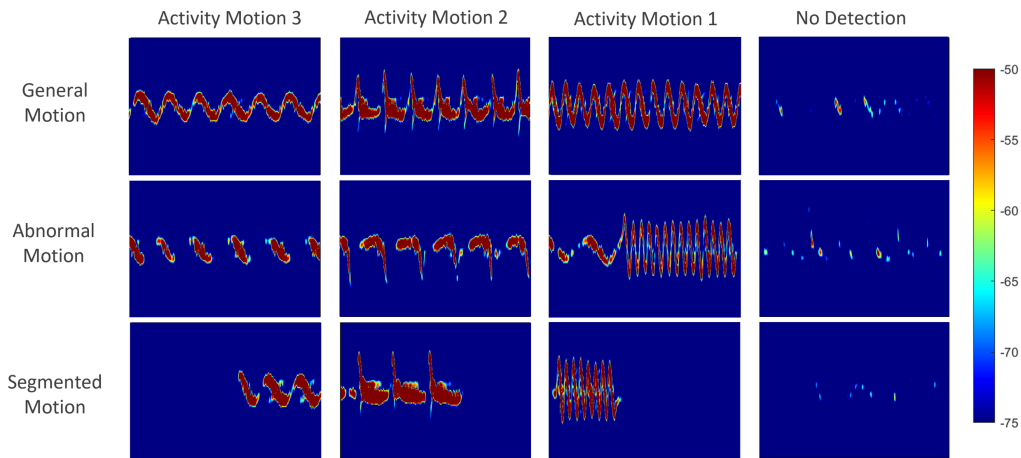 Activity Motion 3
Activity Motion 2
Activity Motion 1
No Detection
General
Motion
Abnormal
Motion
Segmented
Motion
-50
-55
-60
-65
-70
-75